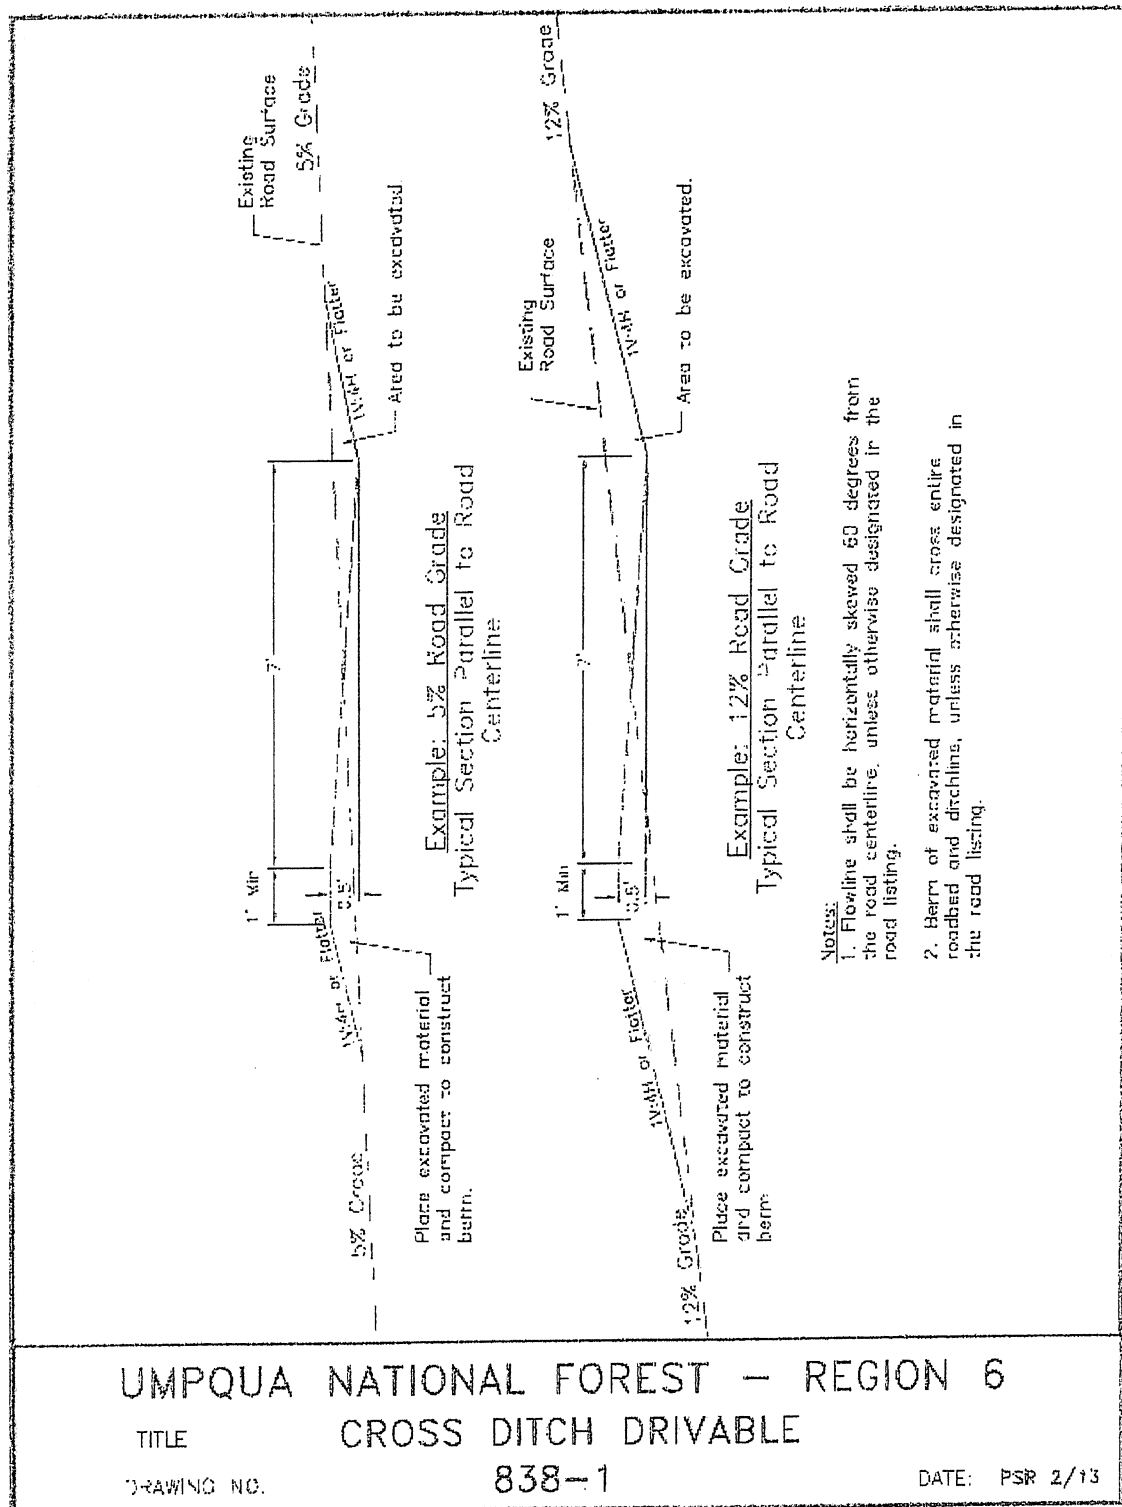 Existing
Road Surface
5% Grade
1V:4H or Flatter
Area to be excavated.
7'
1' Min
0.5'
1V:4H or Flatter
5% Grade
Place excavated material
and compact to construct
berm.
Example: 5% Road Grade
Typical Section Parallel to Road
Centerline
12% Grade
Existing
Road Surface
1V:4H or Flatter
Area to be excavated.
7'
1' Min
0.5'
1V:4H or Flatter
12% Grade
Place excavated material
and compact to construct
berm.
Example: 12% Road Grade
Typical Section Parallel to Road
Centerline
Notes:
1. Flowline shall be horizontally skewed 60 degrees from
the road centerline, unless otherwise designated in the
road listing.
2. Berm of excavated material shall cross entire
roadbed and ditchline, unless otherwise designated in
the road listing.
UMPQUA NATIONAL FOREST – REGION 6
TITLE CROSS DITCH DRIVABLE
DRAWING NO. 838-1 DATE: PSR 2/13